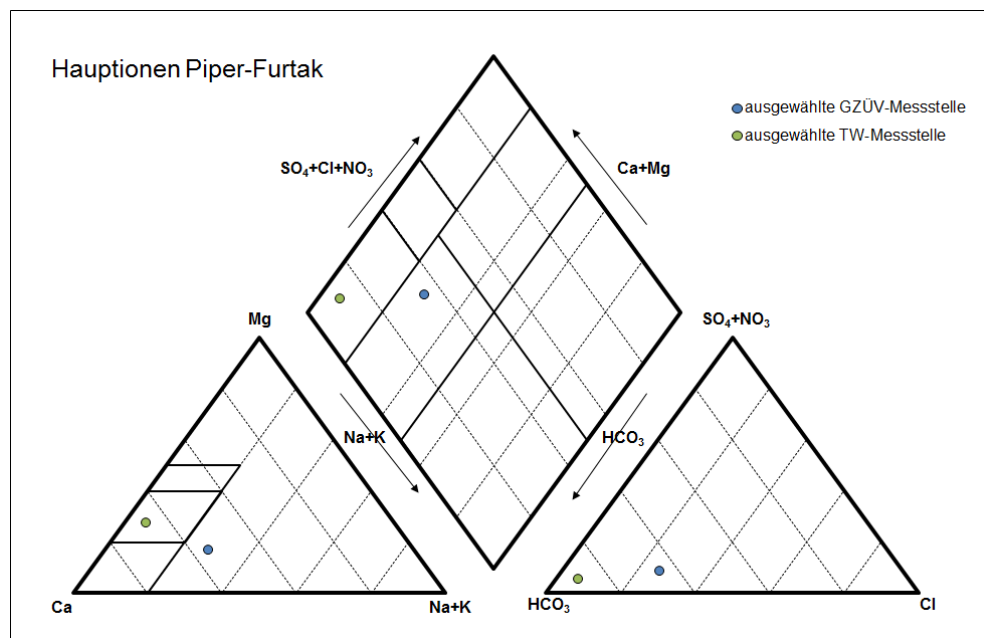 Hauptionen Piper-Furtak
ausgewählte GZÜV-Messstelle
ausgewählte TW-Messstelle
SO₄+Cl+NO₃
Ca+Mg
Mg
SO₄+NO₃
Na+K
HCO₃
Ca
Na+K
HCO₃
Cl